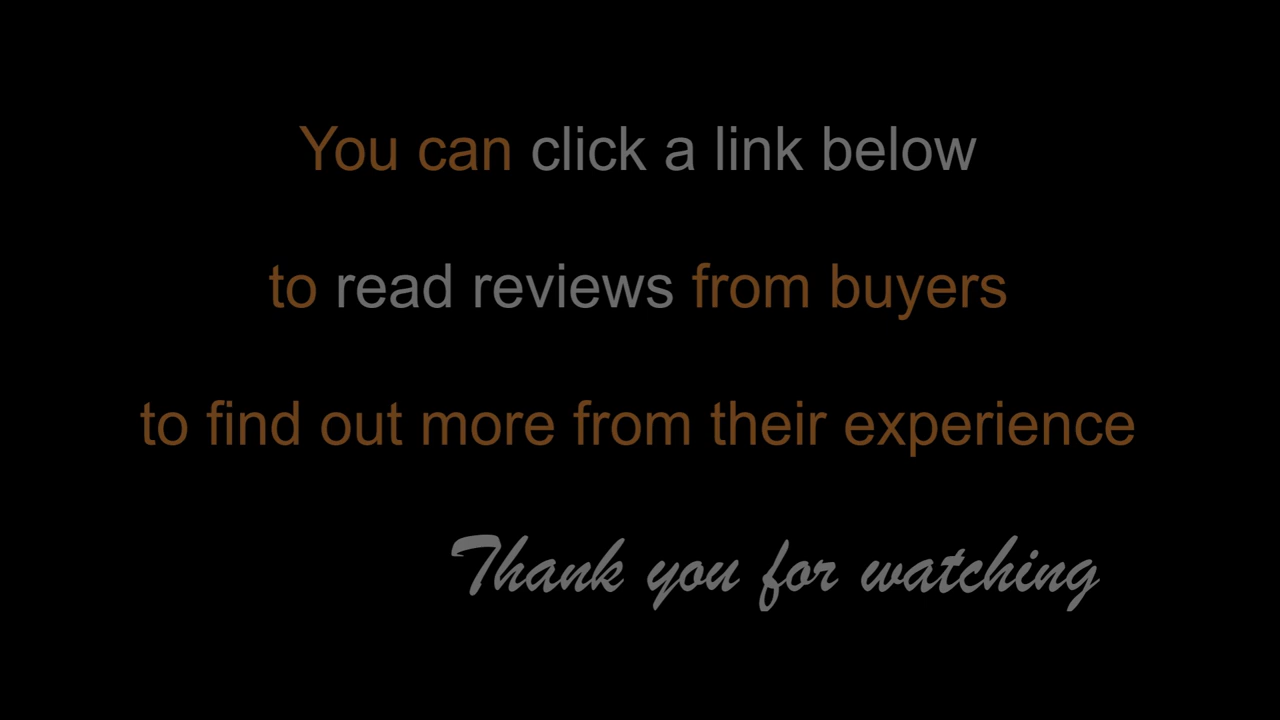 You can click a link below
to read reviews from buyers
to find out more from their experience
Thank you for watching